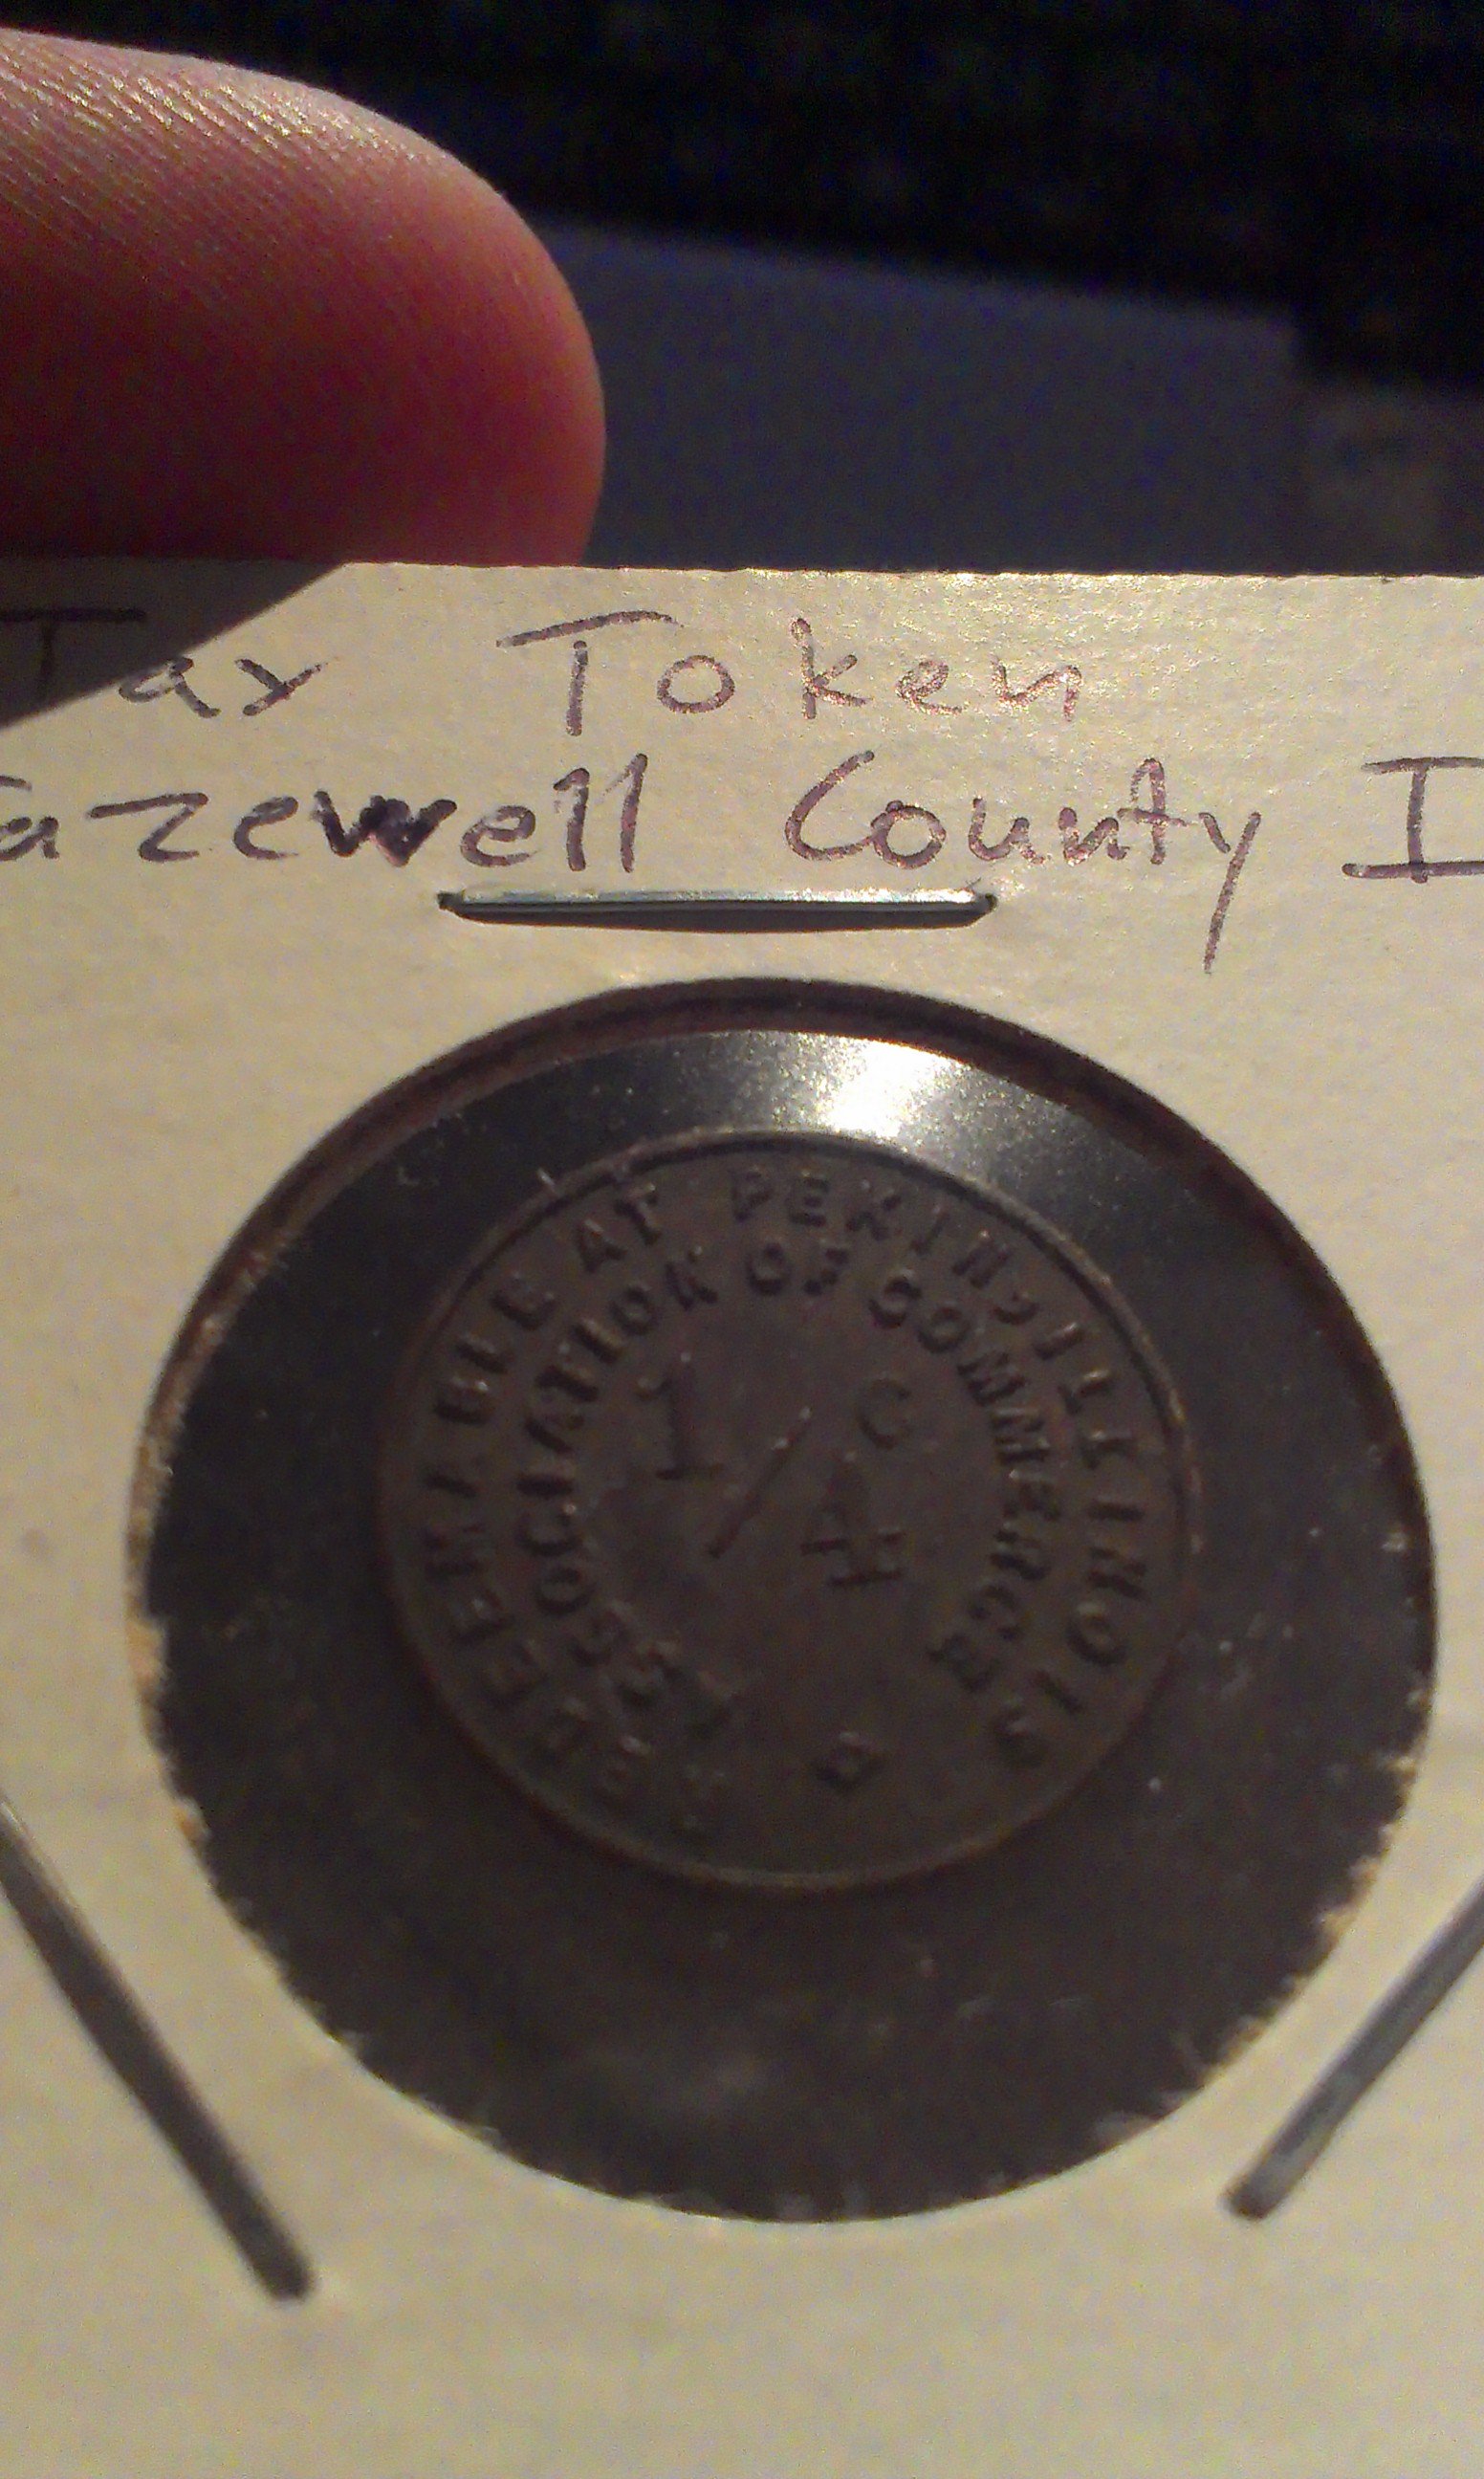 Tax Token
Tazewell County I
REDEEMABLE AT PEKIN, ILLINOIS
ASSOCIATION OF COMMERCE
1/4 C